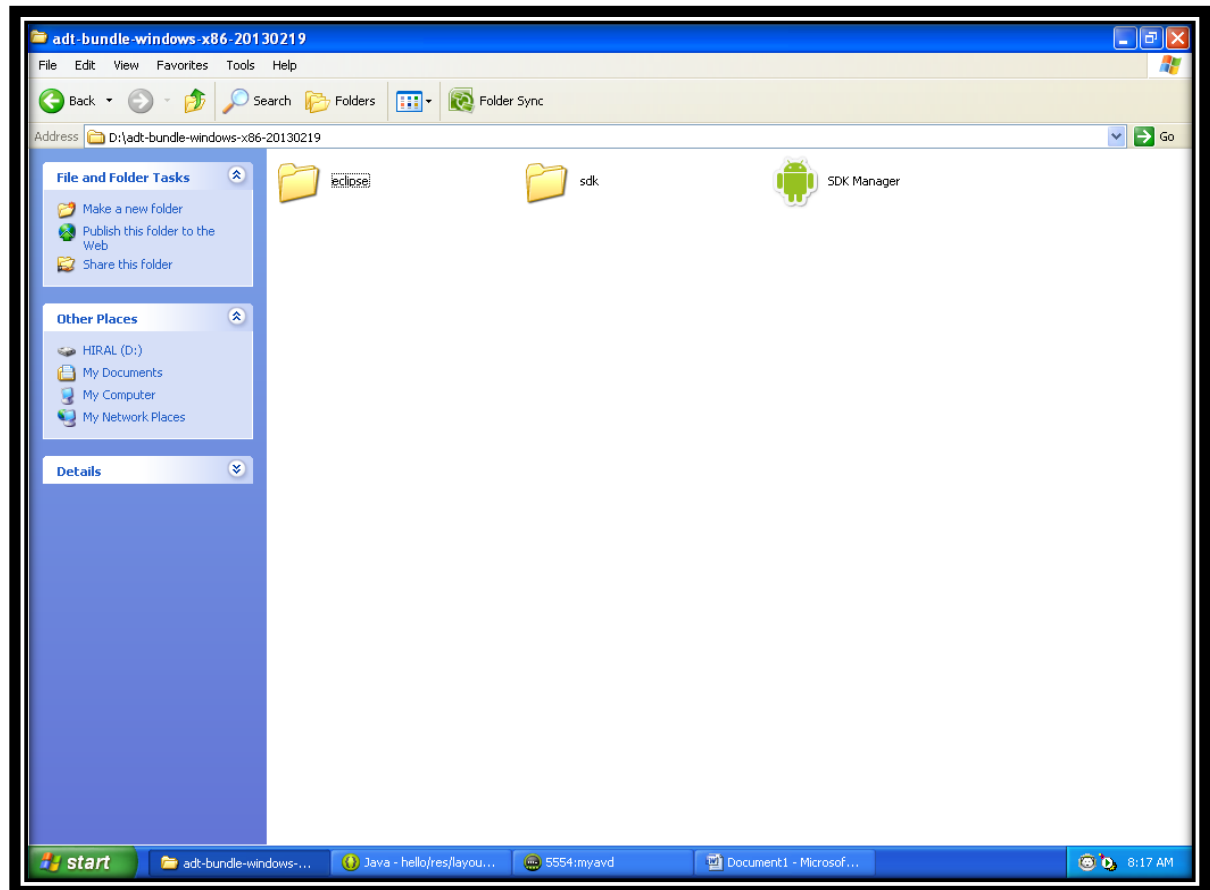 adt-bundle-windows-x86-20130219
File Edit View Favorites Tools Help
Back Search Folders Folder Sync
Address D:\adt-bundle-windows-x86-20130219 Go
File and Folder Tasks
Make a new folder
Publish this folder to the
Web
Share this folder
Other Places
HIRAL (D:)
My Documents
My Computer
My Network Places
Details
eclipse
sdk
SDK Manager
start
adt-bundle-windows-...
Java - hello/res/layou...
5554:myavd
Document1 - Microsof...
8:17 AM